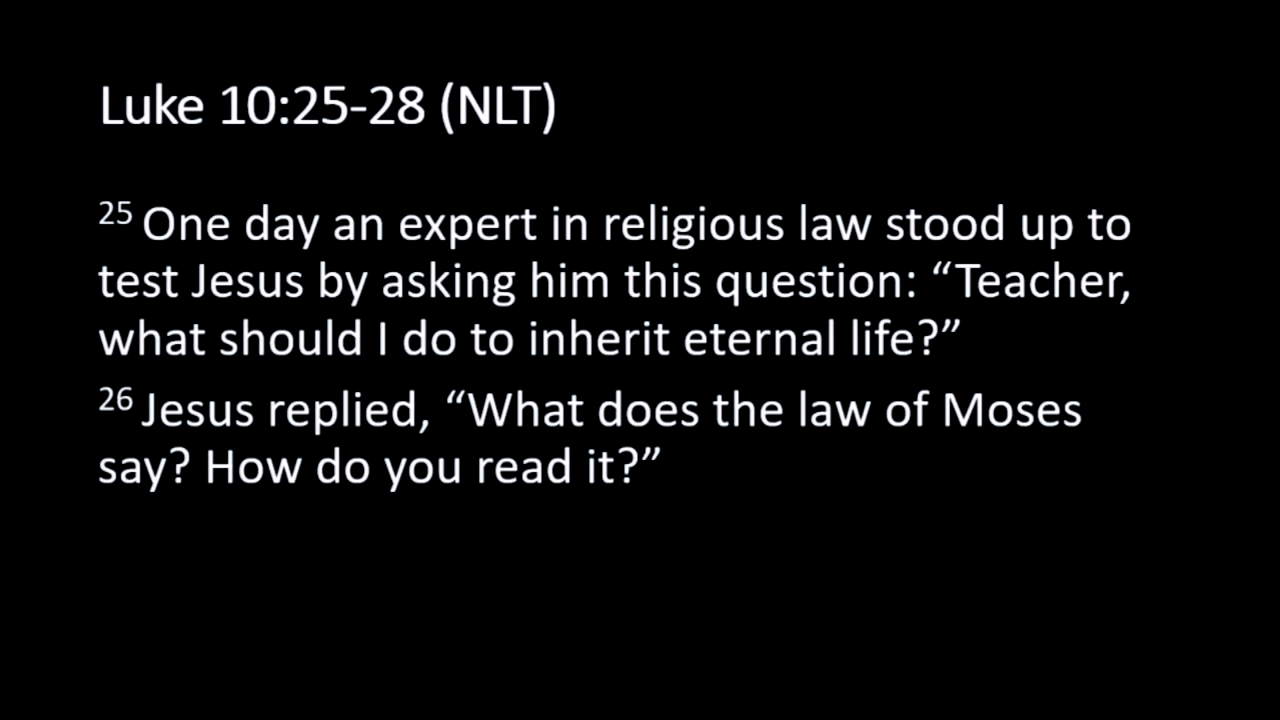 Luke 10:25-28 (NLT)
25 One day an expert in religious law stood up to
test Jesus by asking him this question: “Teacher,
what should I do to inherit eternal life?”
26 Jesus replied, “What does the law of Moses
say? How do you read it?”